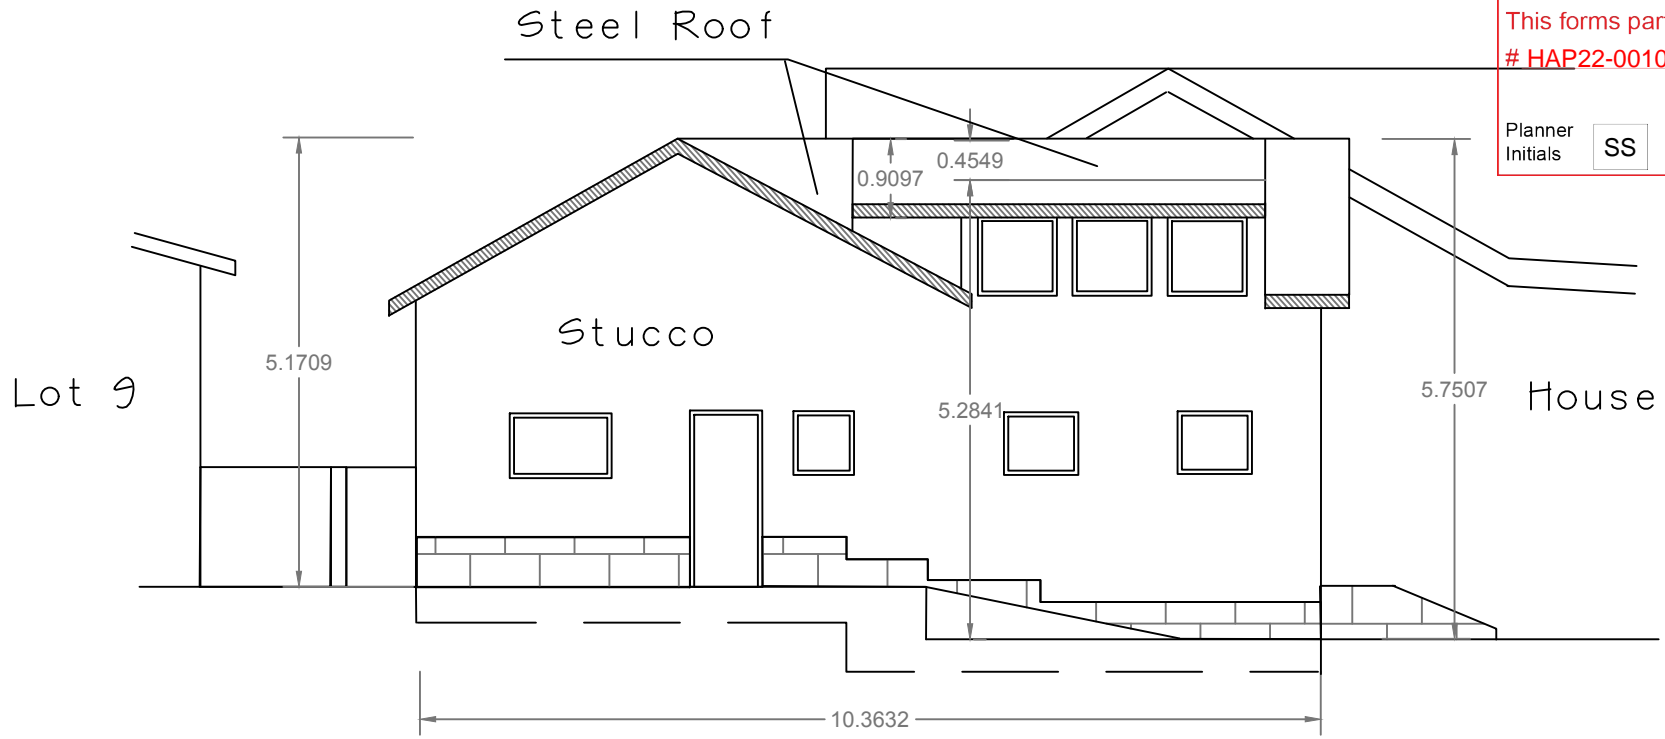 Steel Roof
This forms par
# HAP22-0010
Planner
Initials
SS
0.4549
0.9097
Stucco
5.1709
Lot 9
5.2841
5.7507
House
10.3632